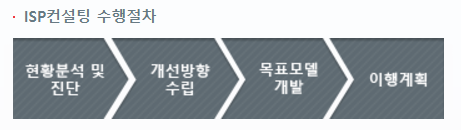 · ISP컨설팅 수행절차
현황분석 및
진단
개선방향
수립
목표모델
개발
이행계획